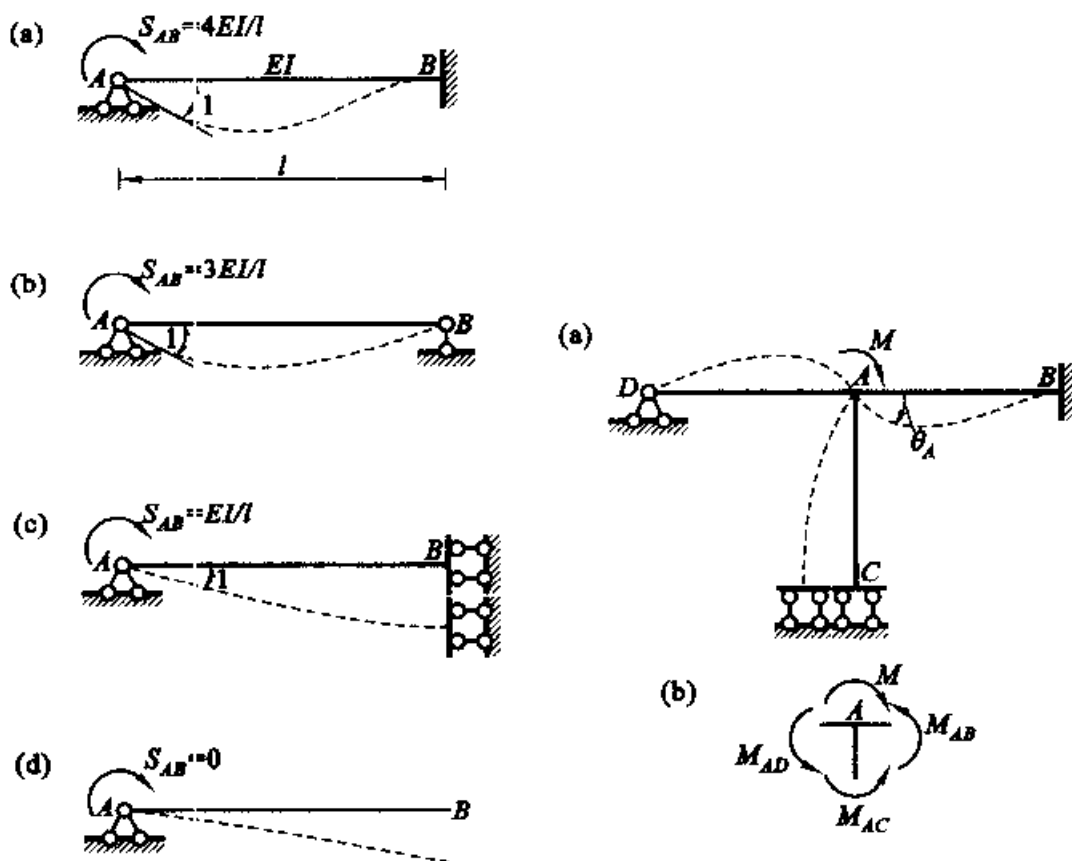 (a)
S_AB=4EI/l
A
EI
B
1
l
(b)
S_AB=3EI/l
A
1
B
(c)
S_AB=EI/l
A
1
B
(d)
S_AB=0
A
B
(a)
M
D
A
B
θ_A
C
(b)
M
A
M_AB
M_AD
M_AC